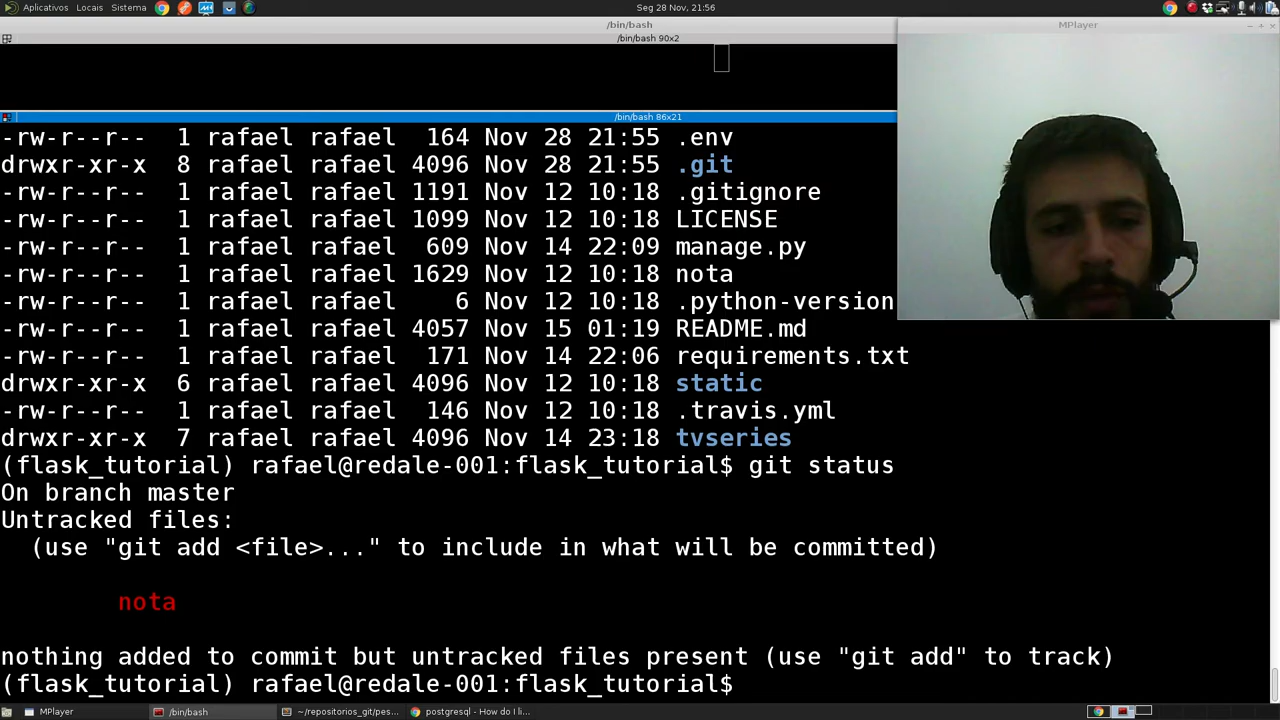 Aplicativos Locais Sistema Seg 28 Nov, 21:56
/bin/bash
MPlayer
/bin/bash 90x2
/bin/bash 86x21
-rw-r--r-- 1 rafael rafael 164 Nov 28 21:55 .env
drwxr-xr-x 8 rafael rafael 4096 Nov 28 21:55 .git
-rw-r--r-- 1 rafael rafael 1191 Nov 12 10:18 .gitignore
-rw-r--r-- 1 rafael rafael 1099 Nov 12 10:18 LICENSE
-rw-r--r-- 1 rafael rafael 609 Nov 14 22:09 manage.py
-rw-r--r-- 1 rafael rafael 1629 Nov 12 10:18 nota
-rw-r--r-- 1 rafael rafael 6 Nov 12 10:18 .python-version
-rw-r--r-- 1 rafael rafael 4057 Nov 15 01:19 README.md
-rw-r--r-- 1 rafael rafael 171 Nov 14 22:06 requirements.txt
drwxr-xr-x 6 rafael rafael 4096 Nov 12 10:18 static
-rw-r--r-- 1 rafael rafael 146 Nov 12 10:18 .travis.yml
drwxr-xr-x 7 rafael rafael 4096 Nov 14 23:18 tvseries
(flask_tutorial) rafael@redale-001:flask_tutorial$ git status
On branch master
Untracked files:
(use "git add <file>..." to include in what will be committed)
nota
nothing added to commit but untracked files present (use "git add" to track)
(flask_tutorial) rafael@redale-001:flask_tutorial$
MPlayer /bin/bash ~/repositorios_git/pes... postgresql - How do I li...